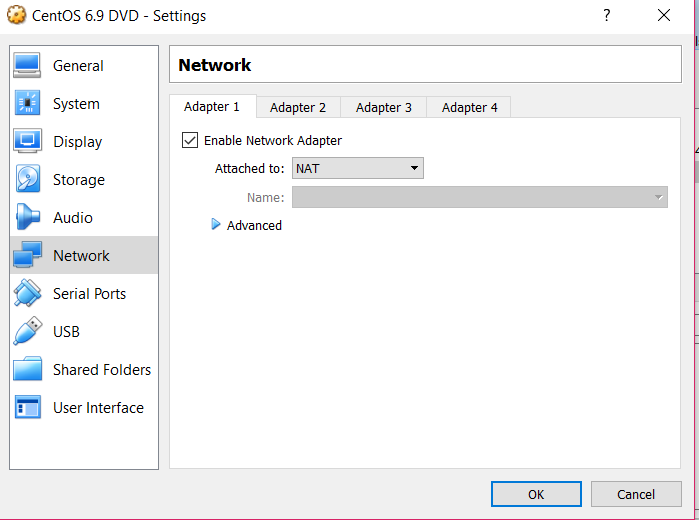 CentOS 6.9 DVD - Settings
?
General
System
Display
Storage
Audio
Network
Serial Ports
USB
Shared Folders
User Interface
Network
Adapter 1
Adapter 2
Adapter 3
Adapter 4
Enable Network Adapter
Attached to: NAT
Name:
Advanced
OK
Cancel